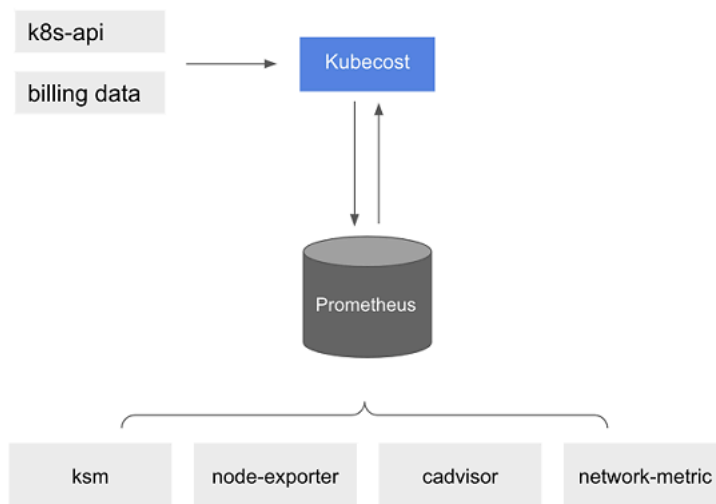 k8s-api
billing data
Kubecost
Prometheus
ksm
node-exporter
cadvisor
network-metric